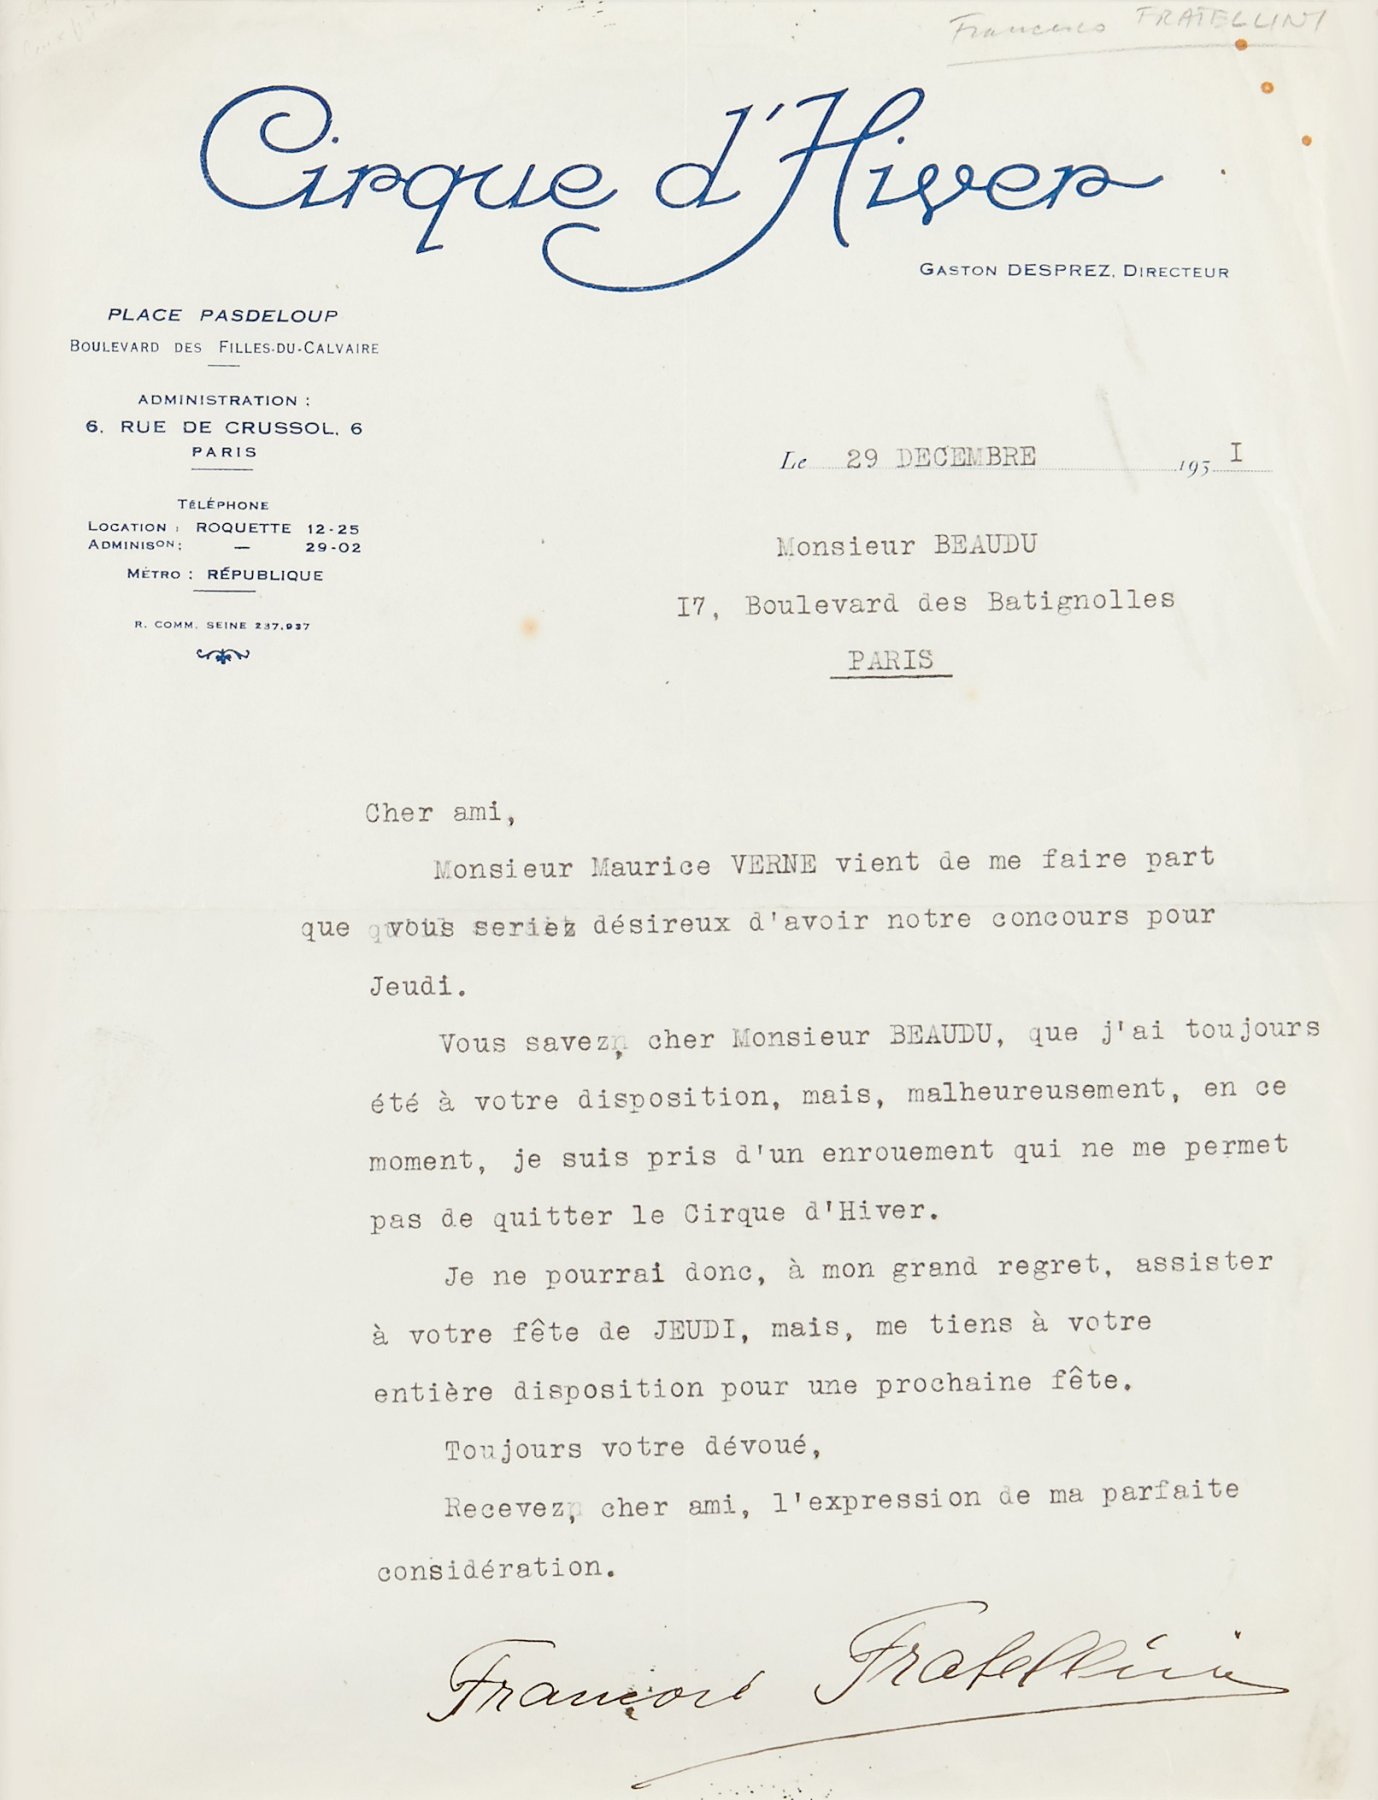 Francesco FRATELLINI
Cirque d'Hiver
GASTON DESPREZ, DIRECTEUR
PLACE PASDELOUP
BOULEVARD DES FILLES-DU-CALVAIRE
ADMINISTRATION :
6, RUE DE CRUSSOL, 6
PARIS
TÉLÉPHONE
LOCATION : ROQUETTE 12-25
ADMINISON : — 29-02
MÉTRO : RÉPUBLIQUE
R. COMM. SEINE 237.937
Le 29 DECEMBRE 193I
Monsieur BEAUDU
I7, Boulevard des Batignolles
PARIS
Cher ami,
Monsieur Maurice VERNE vient de me faire part
que vous seriez désireux d'avoir notre concours pour
Jeudi.
Vous savez, cher Monsieur BEAUDU, que j'ai toujours
été à votre disposition, mais, malheureusement, en ce
moment, je suis pris d'un enrouement qui ne me permet
pas de quitter le Cirque d'Hiver.
Je ne pourrai donc, à mon grand regret, assister
à votre fête de JEUDI, mais, me tiens à votre
entière disposition pour une prochaine fête.
Toujours votre dévoué,
Recevez, cher ami, l'expression de ma parfaite
considération.
François Fratellini